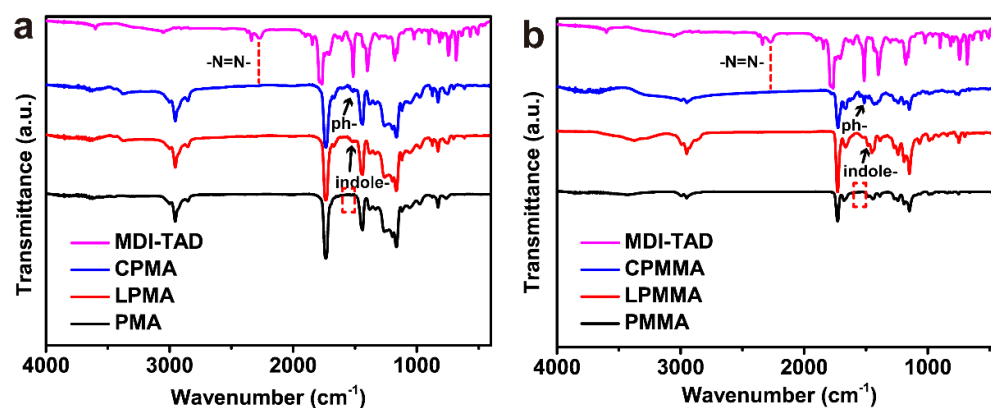 a
Transmittance (a.u.)
-N=N-
ph-
indole-
MDI-TAD
CPMA
LPMA
PMA
4000 3000 2000 1000
Wavenumber (cm⁻¹)
b
Transmittance (a.u.)
-N=N-
ph-
indole-
MDI-TAD
CPMMA
LPMMA
PMMA
4000 3000 2000 1000
Wavenumber (cm⁻¹)